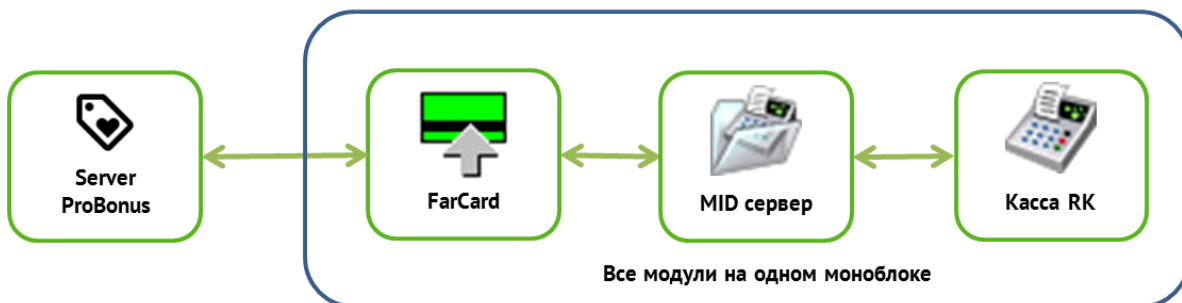 Server
ProBonus
FarCard
MID сервер
Касса RK
Все модули на одном моноблоке